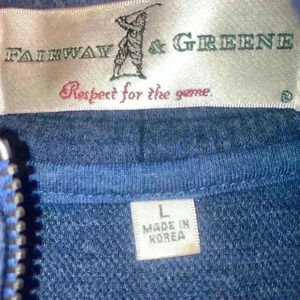 FAIRWAY & GREENE
Respect for the game.
®
L
MADE IN
KOREA